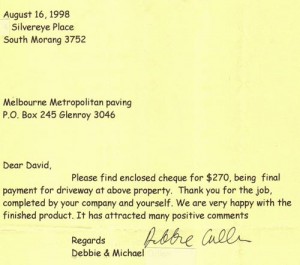 August 16, 1998
Silvereye Place
South Morang 3752
Melbourne Metropolitan paving
P.O. Box 245 Glenroy 3046
Dear David,
Please find enclosed cheque for $270, being final
payment for driveway at above property. Thank you for the job,
completed by your company and yourself. We are very happy with the
finished product. It has attracted many positive comments
Regards
Debbie & Michael